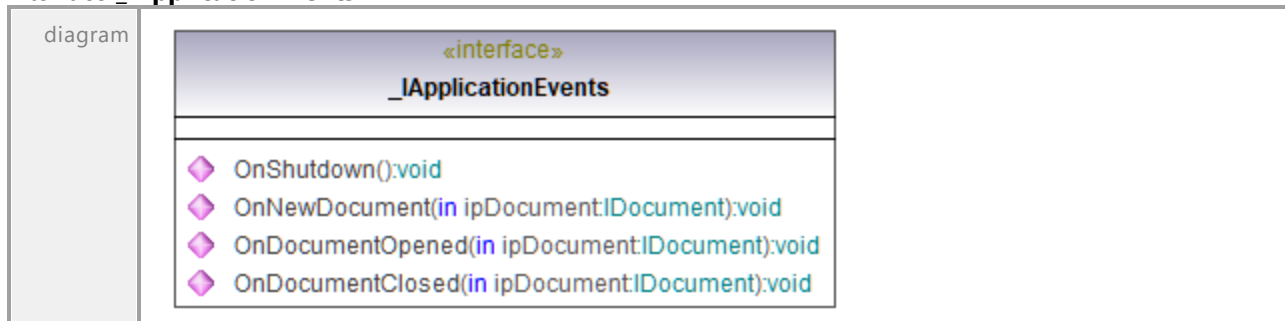 diagram
«interface»
_IApplicationEvents
OnShutdown():void
OnNewDocument(in ipDocument:IDocument):void
OnDocumentOpened(in ipDocument:IDocument):void
OnDocumentClosed(in ipDocument:IDocument):void